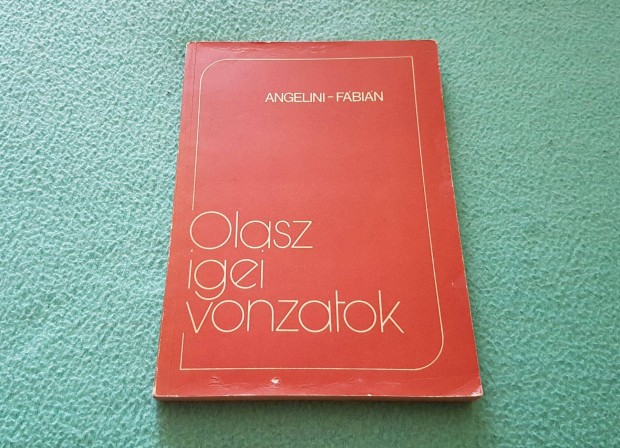 ANGELINI-FÁBIÁN
Olasz
igei
vonzatok